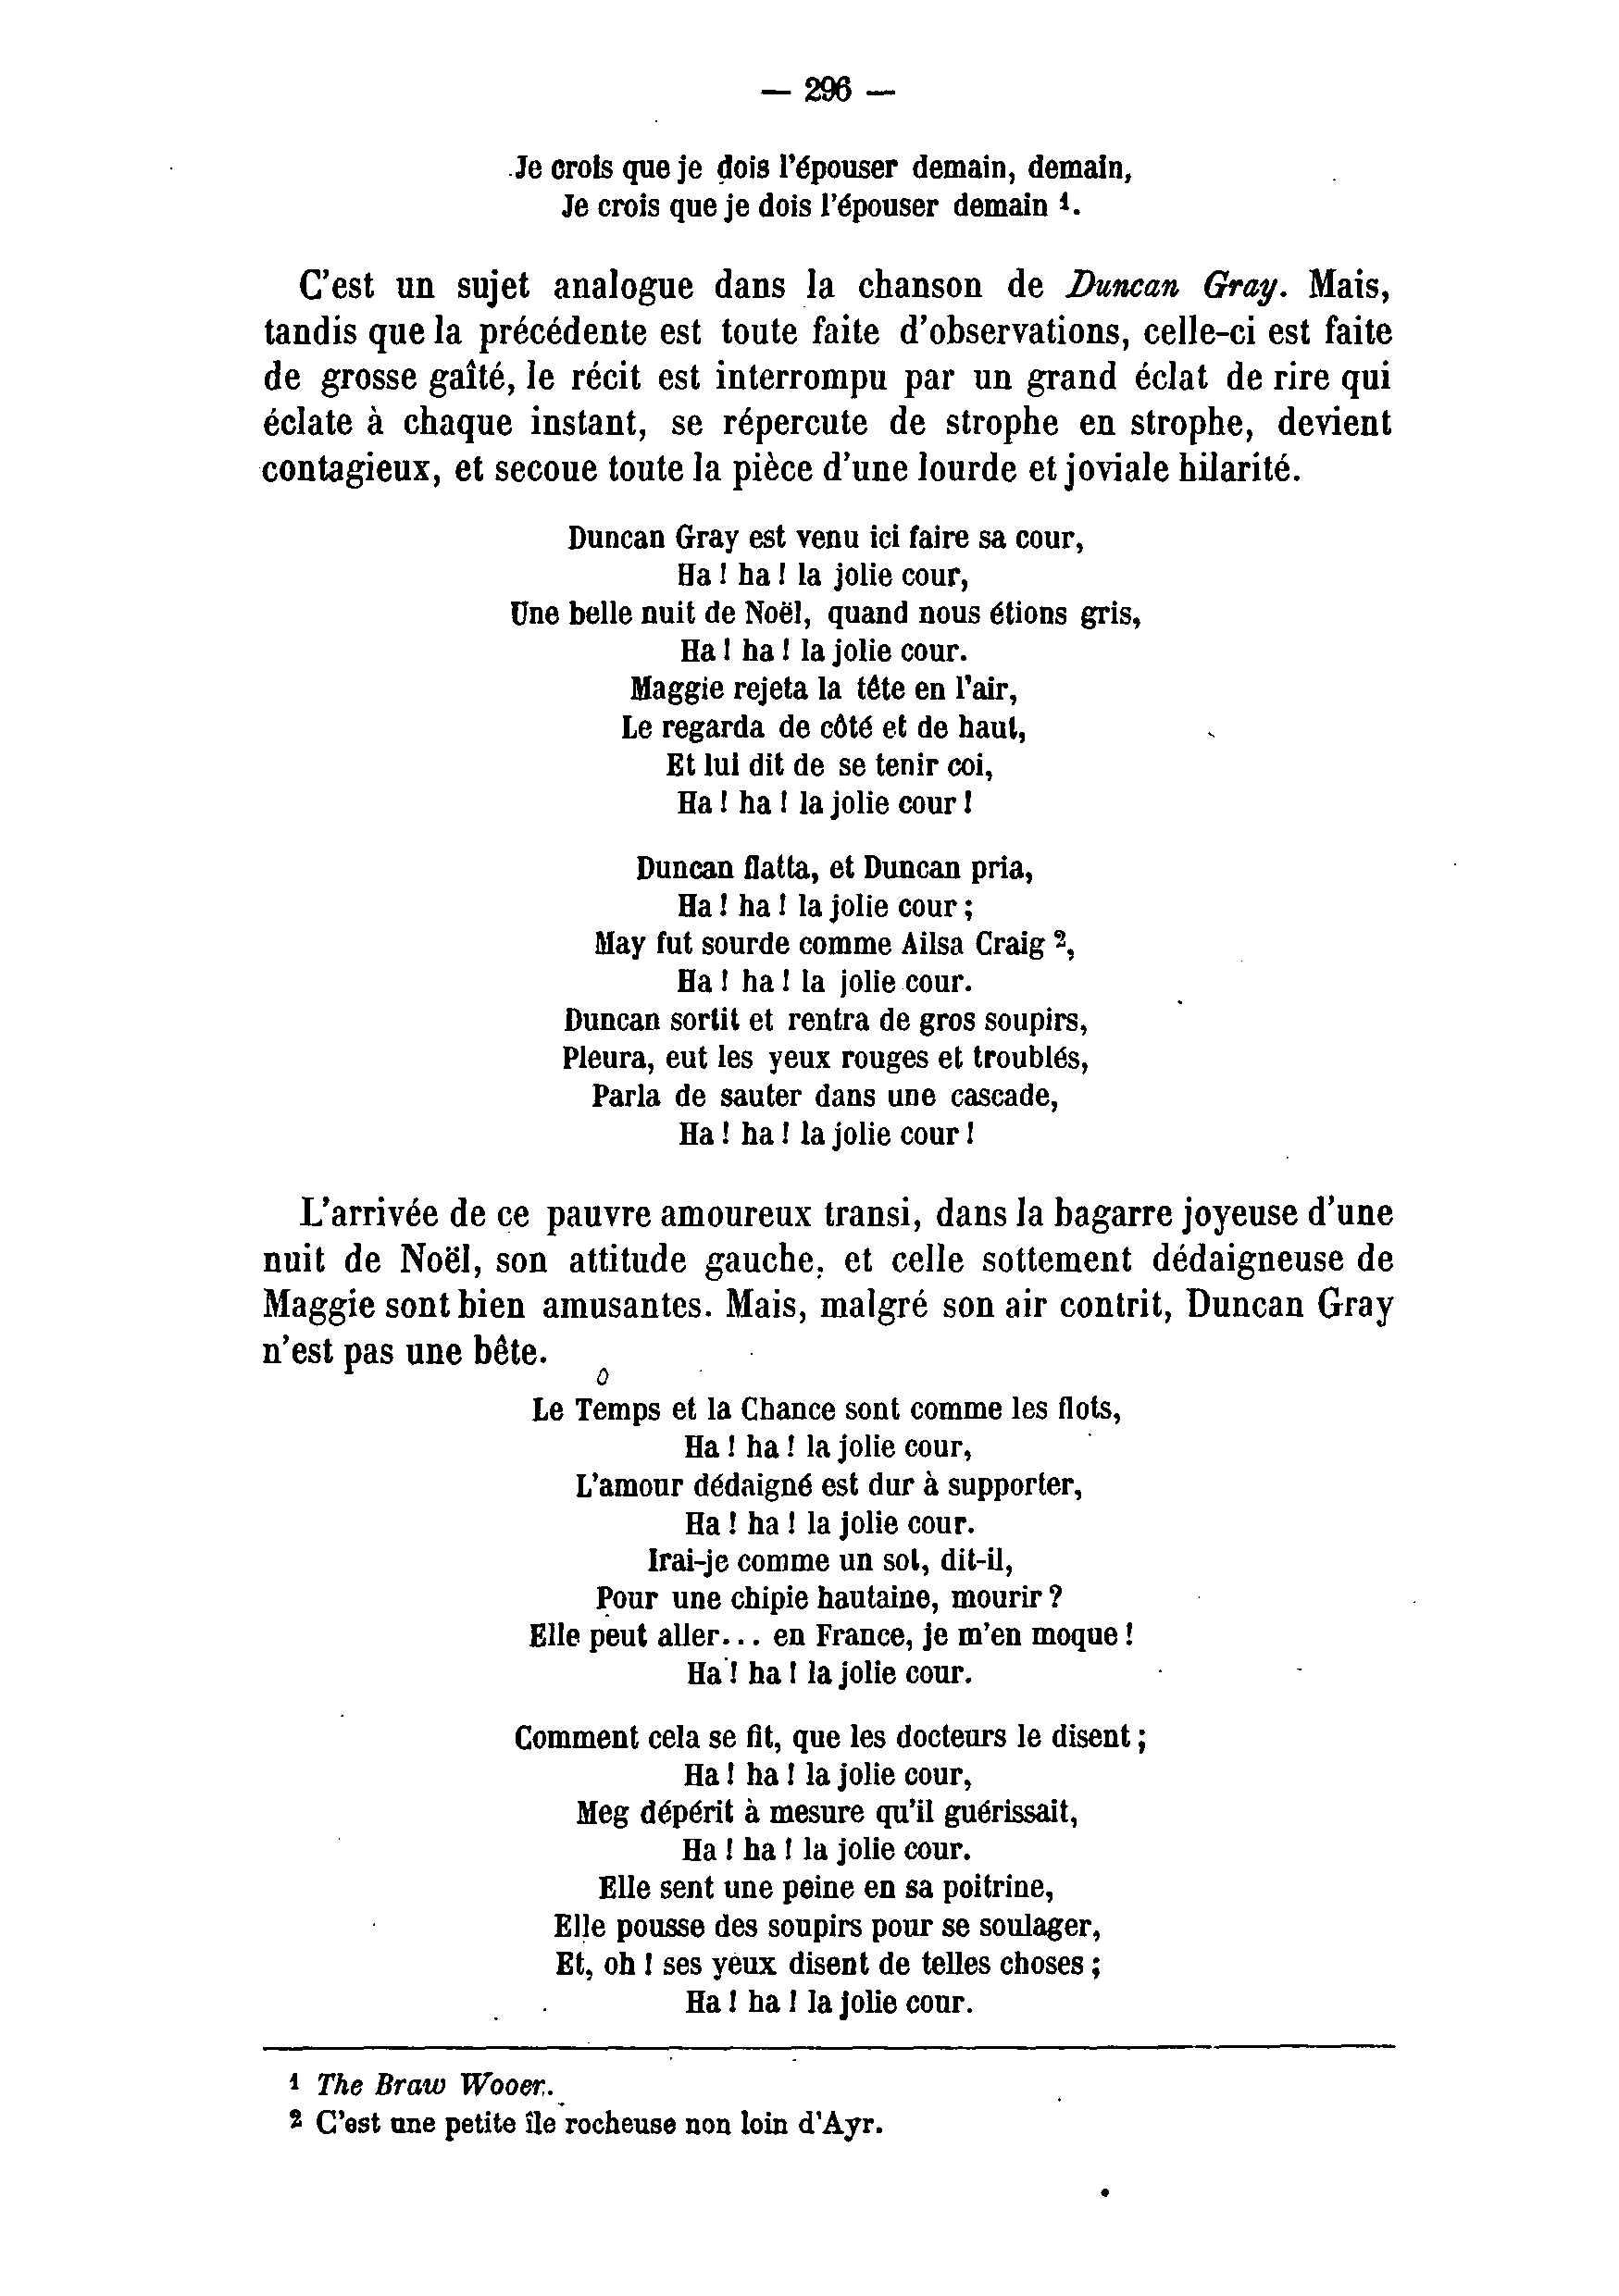 — 296 —
Je crois que je dois l'épouser demain, demain,
Je crois que je dois l'épouser demain 1.
C'est un sujet analogue dans la chanson de Duncan Gray. Mais,
tandis que la précédente est toute faite d'observations, celle-ci est faite
de grosse gaîté, le récit est interrompu par un grand éclat de rire qui
éclate à chaque instant, se répercute de strophe en strophe, devient
contagieux, et secoue toute la pièce d'une lourde et joviale hilarité.
Duncan Gray est venu ici faire sa cour,
Ha ! ha ! la jolie cour,
Une belle nuit de Noël, quand nous étions gris,
Ha ! ha ! la jolie cour.
Maggie rejeta la tête en l'air,
Le regarda de côté et de haut,
Et lui dit de se tenir coi,
Ha ! ha ! la jolie cour !
Duncan flatta, et Duncan pria,
Ha ! ha ! la jolie cour ;
May fut sourde comme Ailsa Craig 2,
Ha ! ha ! la jolie cour.
Duncan sortit et rentra de gros soupirs,
Pleura, eut les yeux rouges et troublés,
Parla de sauter dans une cascade,
Ha ! ha ! la jolie cour !
L'arrivée de ce pauvre amoureux transi, dans la bagarre joyeuse d'une
nuit de Noël, son attitude gauche, et celle sottement dédaigneuse de
Maggie sont bien amusantes. Mais, malgré son air contrit, Duncan Gray
n'est pas une bête.
Le Temps et la Chance sont comme les flots,
Ha ! ha ! la jolie cour,
L'amour dédaigné est dur à supporter,
Ha ! ha ! la jolie cour.
Irai-je comme un sot, dit-il,
Pour une chipie hautaine, mourir ?
Elle peut aller... en France, je m'en moque !
Ha ! ha ! la jolie cour.
Comment cela se fit, que les docteurs le disent ;
Ha ! ha ! la jolie cour,
Meg dépérit à mesure qu'il guérissait,
Ha ! ha ! la jolie cour.
Elle sent une peine en sa poitrine,
Elle pousse des soupirs pour se soulager,
Et, oh ! ses yeux disent de telles choses ;
Ha ! ha ! la jolie cour.
1 The Braw Wooer.
2 C'est une petite île rocheuse non loin d'Ayr.